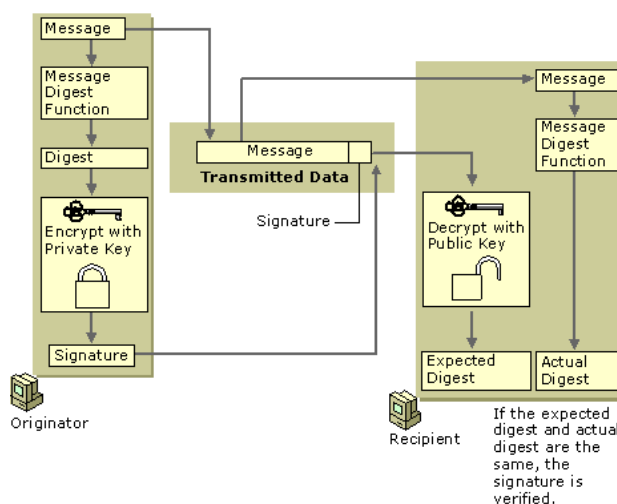 Message
Message
Digest
Function
Digest
Encrypt with
Private Key
Signature
Originator
Message
Transmitted Data
Signature
Message
Message
Digest
Function
Decrypt with
Public Key
Expected
Digest
Actual
Digest
Recipient
If the expected
digest and actual
digest are the
same, the
signature is
verified.